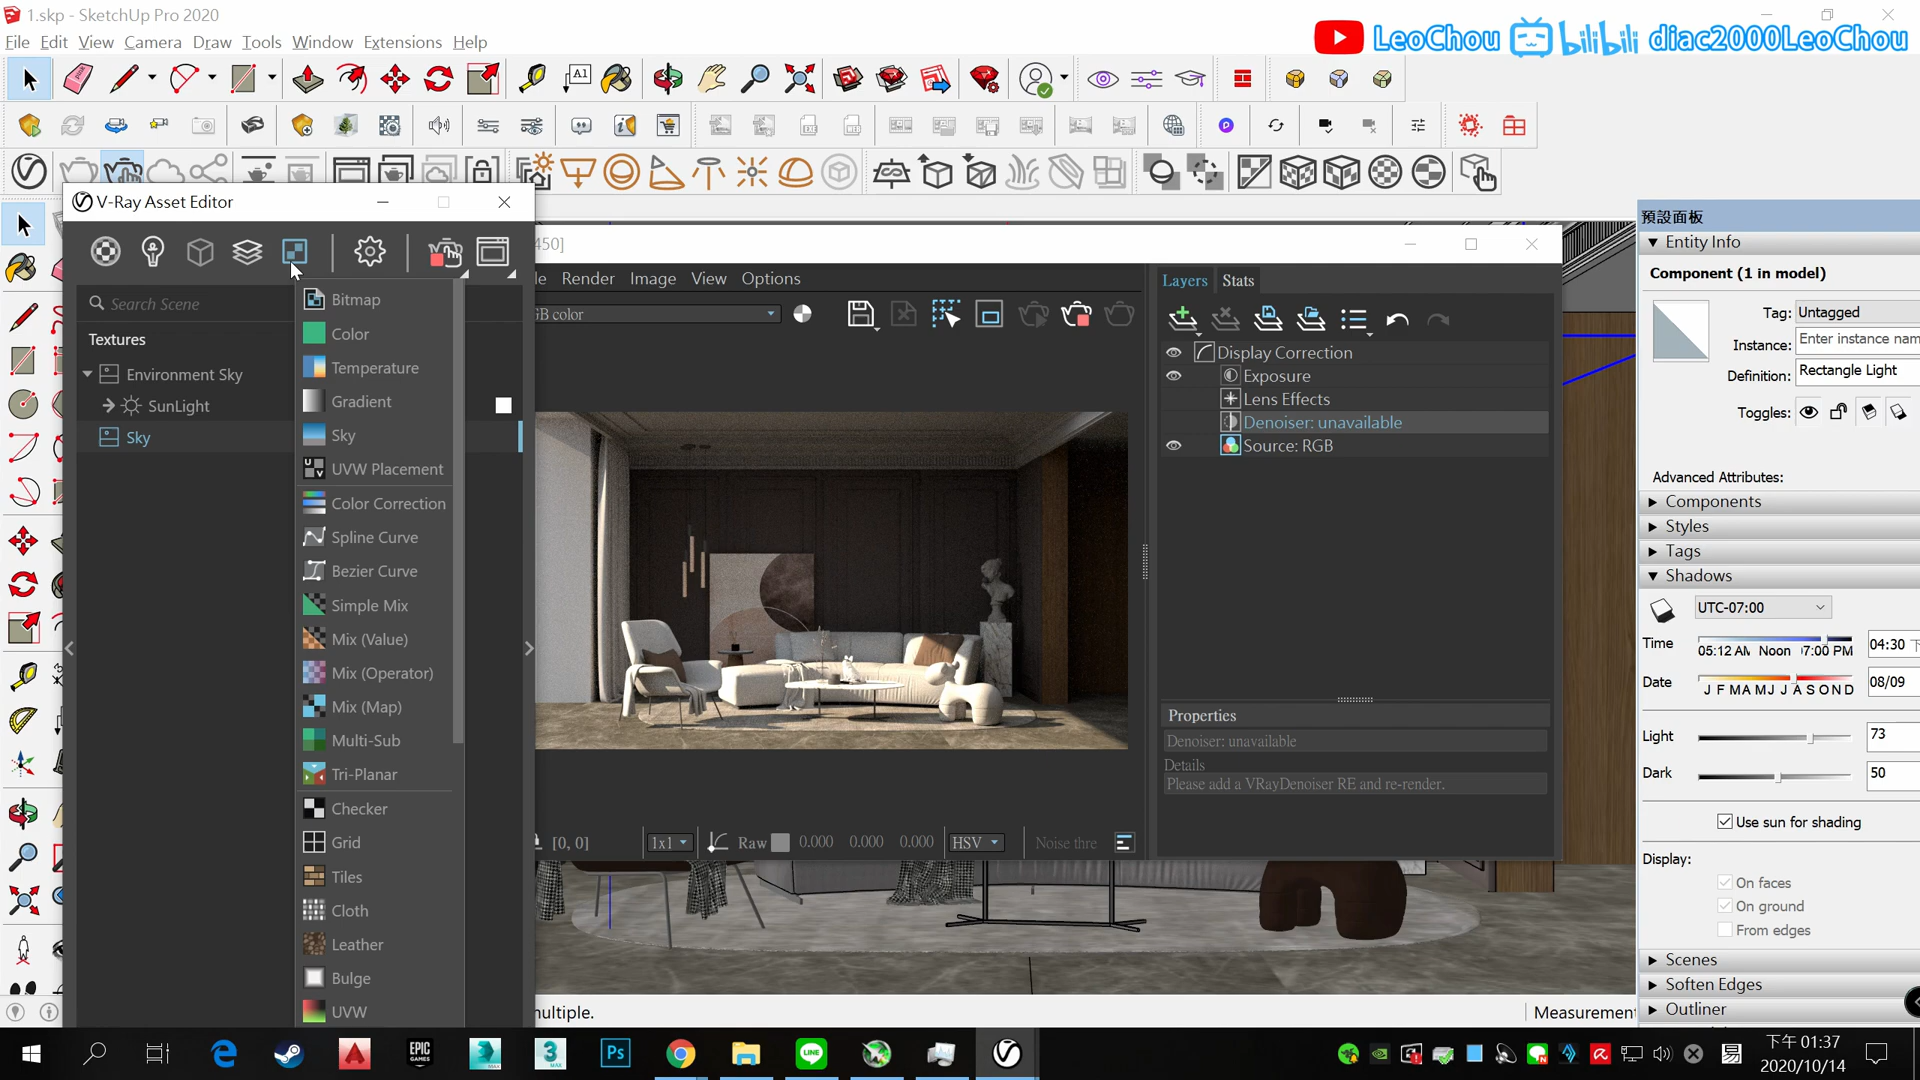 1.skp - SketchUp Pro 2020
LeoChou bilibili diac2000LeoChou
File Edit View Camera Draw Tools Window Extensions Help
V-Ray Asset Editor
450]
Render Image View Options
Search Scene
Textures
Environment Sky
SunLight
Sky
Bitmap
Color
Temperature
Gradient
Sky
UVW Placement
Color Correction
Spline Curve
Bezier Curve
Simple Mix
Mix (Value)
Mix (Operator)
Mix (Map)
Multi-Sub
Tri-Planar
Checker
Grid
Tiles
Cloth
Leather
Bulge
UVW
GB color
[0, 0] 1x1 Raw 0.000 0.000 0.000 HSV Noise thre
Layers Stats
Display Correction
Exposure
Lens Effects
Denoiser: unavailable
Source: RGB
Properties
Denoiser: unavailable
Details
Please add a VRayDenoiser RE and re-render.
預設面板
Entity Info
Component (1 in model)
Tag: Untagged
Instance: Enter instance nam
Definition: Rectangle Light
Toggles:
Advanced Attributes:
Components
Styles
Tags
Shadows
UTC-07:00
Time 05:12 AM Noon 07:00 PM 04:30 下
Date J F M A M J J A S O N D 08/09
Light 73
Dark 50
Use sun for shading
Display:
On faces
On ground
From edges
Scenes
Soften Edges
Outliner
multiple.
Measurement
下午 01:37
2020/10/14